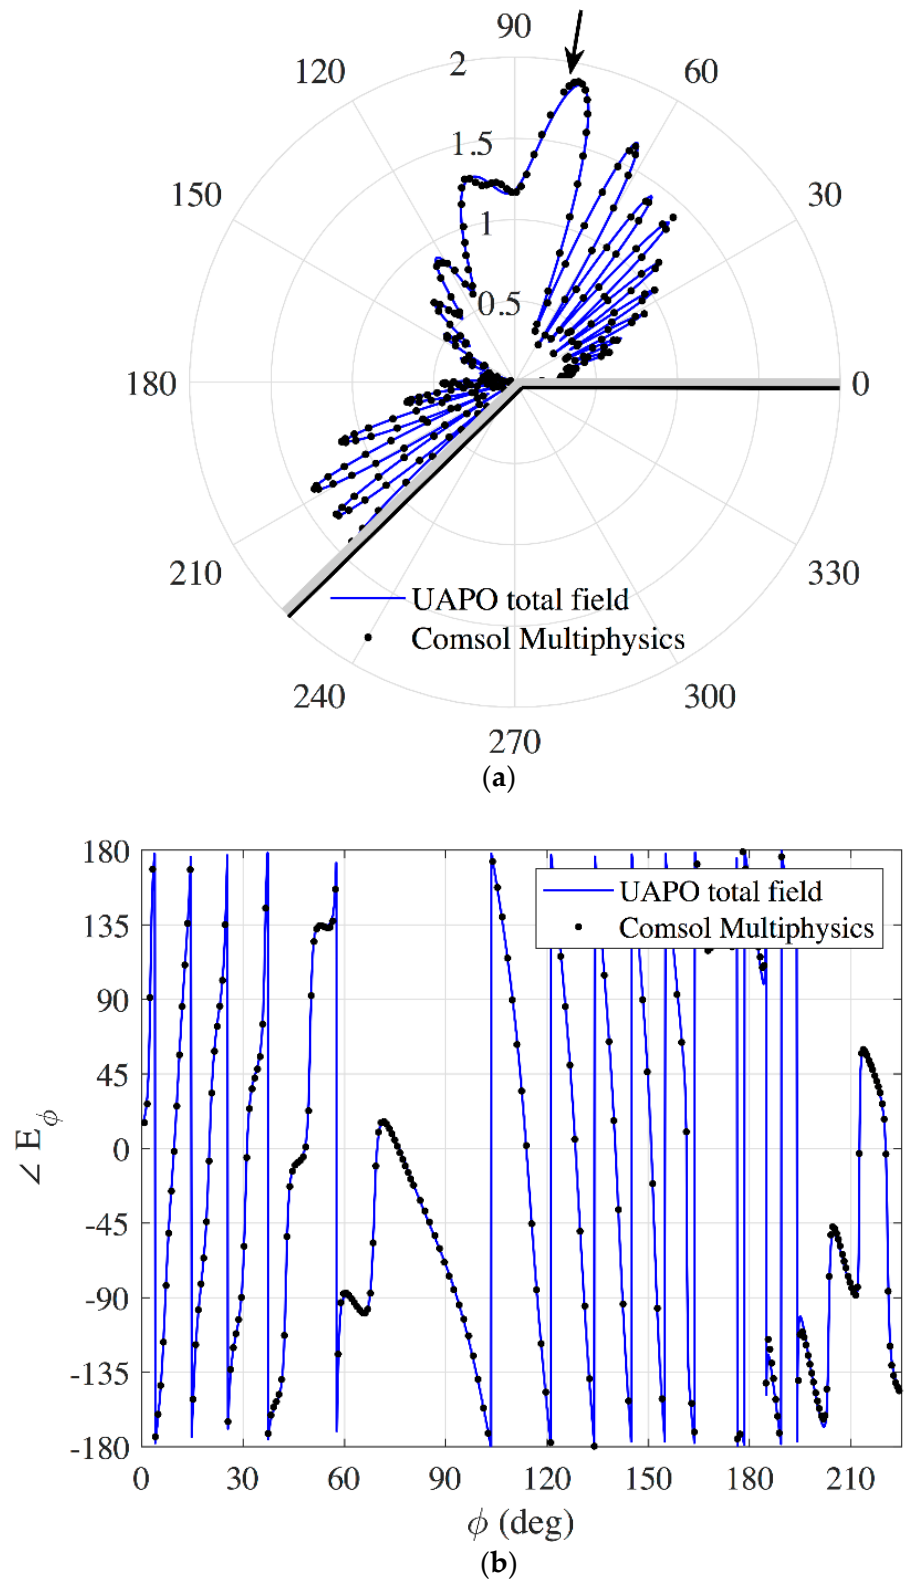 90
120
2
60
1.5
150
30
1
0.5
180
0
210
330
UAPO total field
Comsol Multiphysics
240
300
270
(a)
180
UAPO total field
135
Comsol Multiphysics
90
45
0
-45
-90
-135
-180
∠ E_ϕ
0 30 60 90 120 150 180 210
ϕ (deg)
(b)